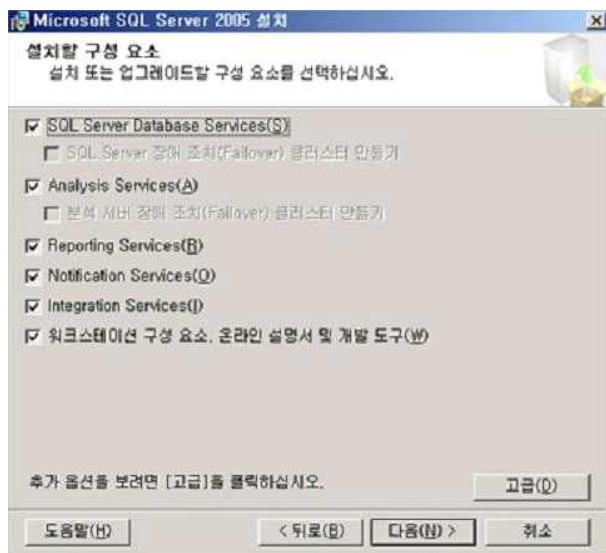 Microsoft SQL Server 2005 설치
설치할 구성 요소
설치 또는 업그레이드할 구성 요소를 선택하십시오.
SQL Server Database Services(S)
SQL Server 장애 조치(Failover) 클러스터 만들기
Analysis Services(A)
분석 서버 장애 조치(Failover) 클러스터 만들기
Reporting Services(R)
Notification Services(O)
Integration Services(I)
워크스테이션 구성 요소, 온라인 설명서 및 개발 도구(W)
추가 옵션을 보려면 [고급]을 클릭하십시오.
고급(D)
도움말(H) < 뒤로(B) 다음(N) > 취소